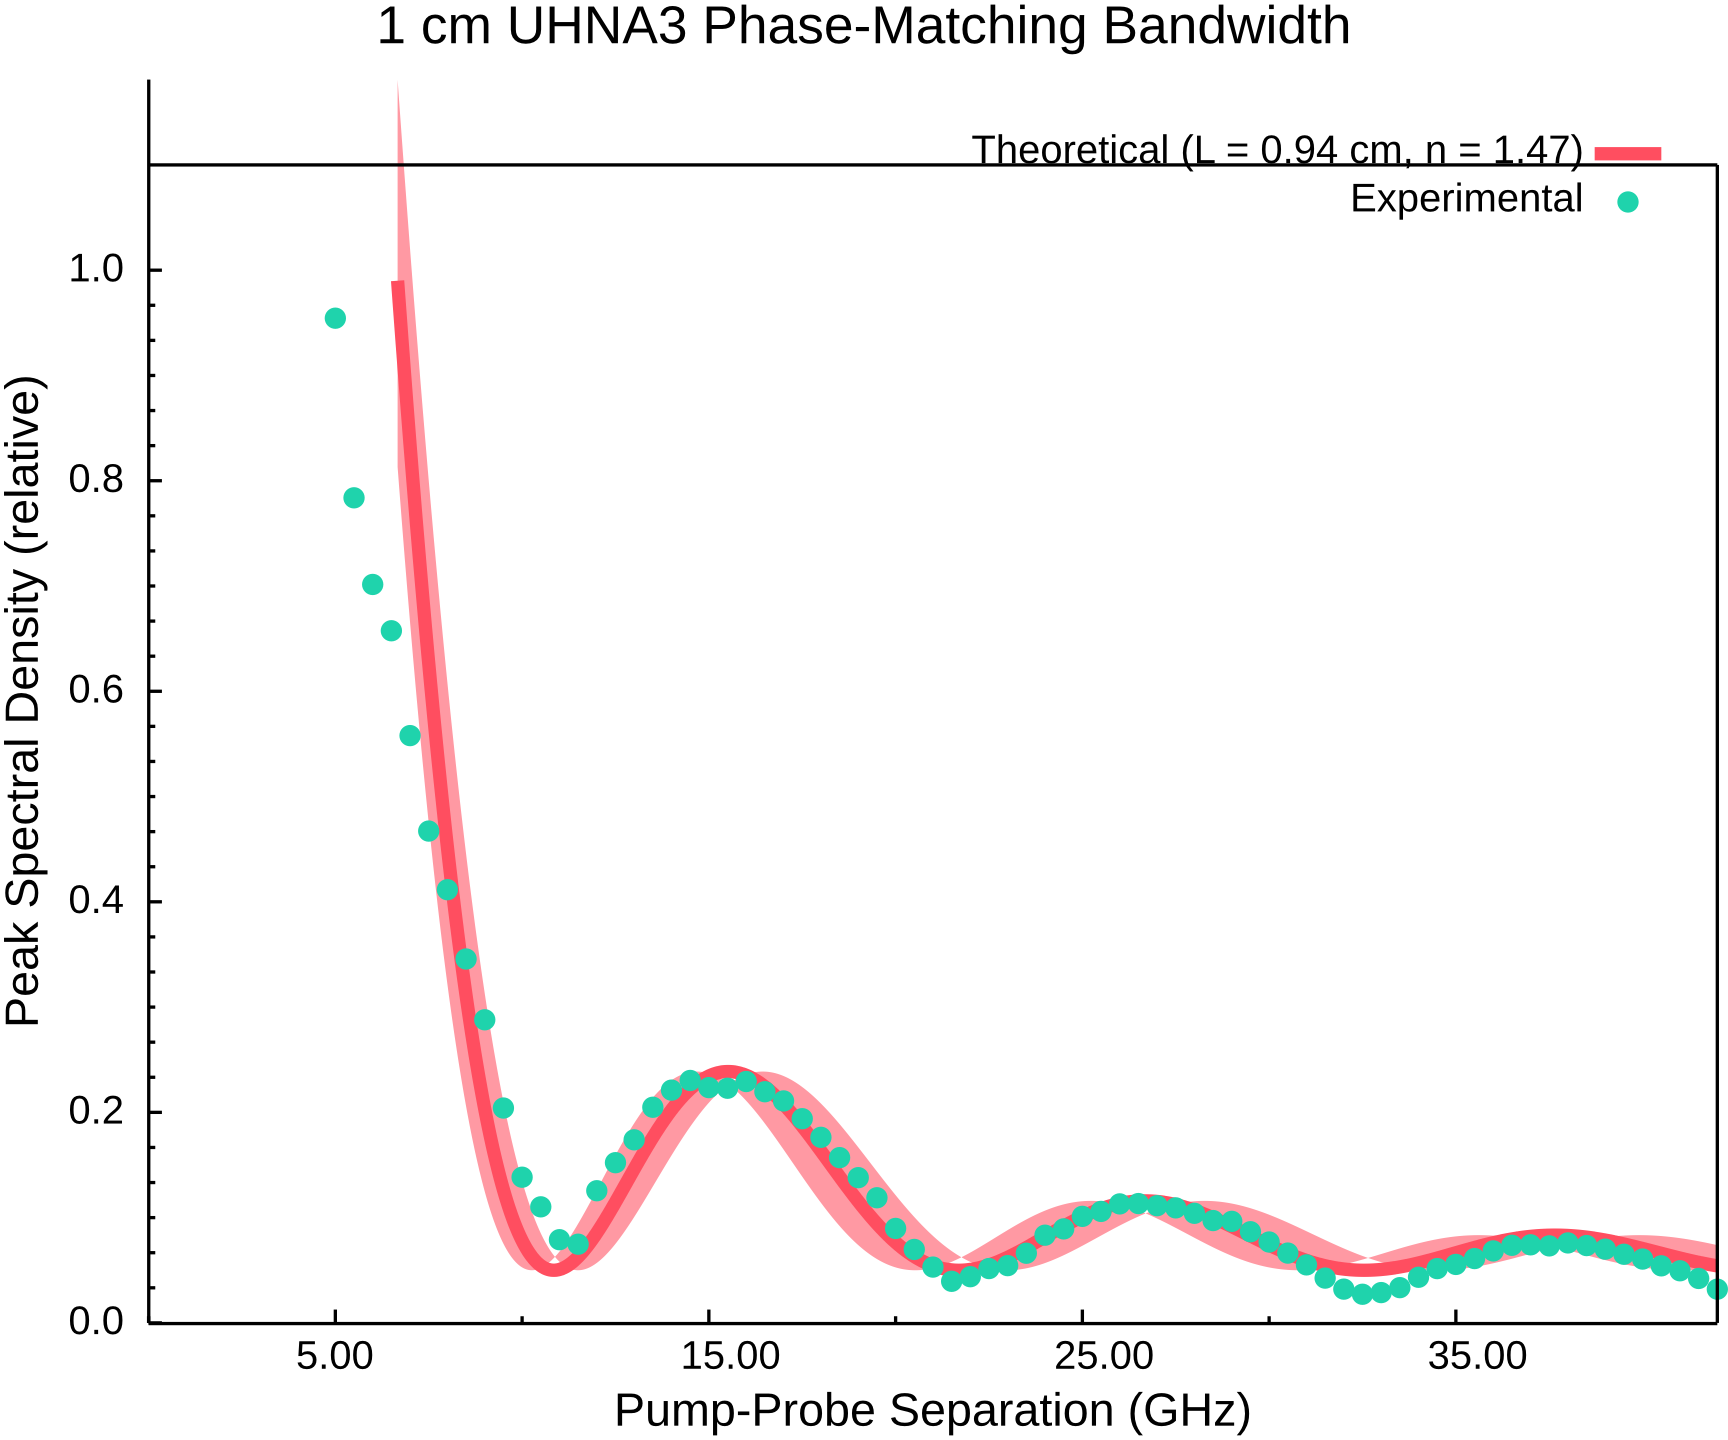 1 cm UHNA3 Phase-Matching Bandwidth
Theoretical (L = 0.94 cm, n = 1.47)
Experimental
Peak Spectral Density (relative)
1.0
0.8
0.6
0.4
0.2
0.0
5.00 15.00 25.00 35.00
Pump-Probe Separation (GHz)